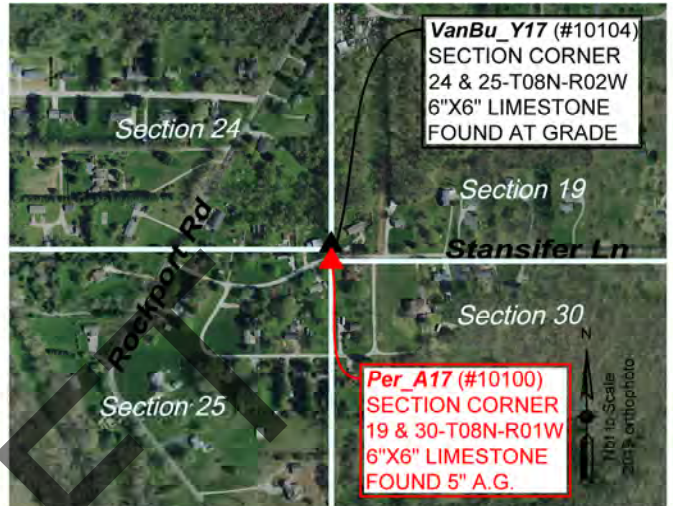 VanBu_Y17 (#10104)
SECTION CORNER
24 & 25-T08N-R02W
6"X6" LIMESTONE
FOUND AT GRADE
Section 24
Section 19
Rockport Rd
Stansifer Ln
Section 30
Section 25
Per_A17 (#10100)
SECTION CORNER
19 & 30-T08N-R01W
6"X6" LIMESTONE
FOUND 5" A.G.
N
Not to Scale
orthophoto